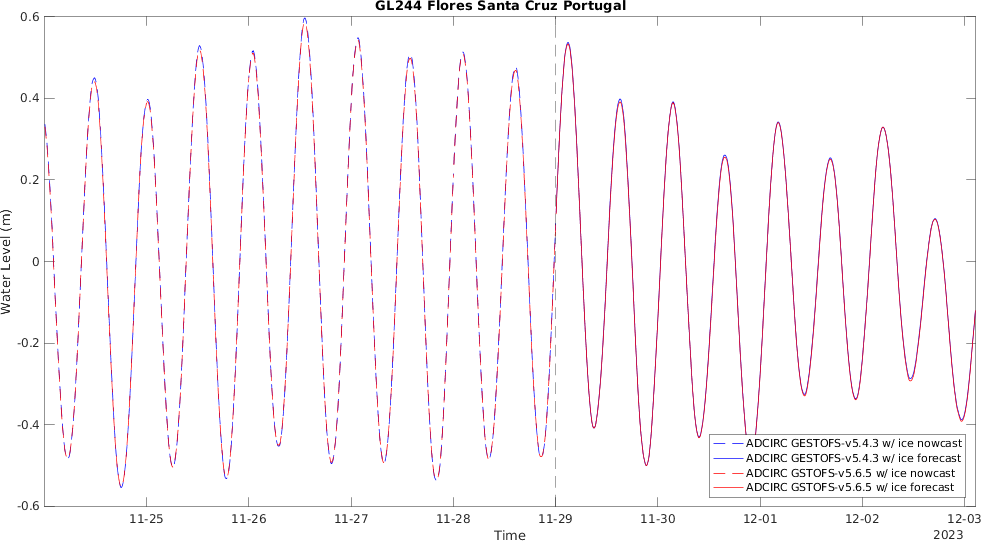 GL244 Flores Santa Cruz Portugal
0.6
0.4
0.2
0
-0.2
-0.4
-0.6
Water Level (m)
ADCIRC GESTOFS-v5.4.3 w/ ice nowcast
ADCIRC GESTOFS-v5.4.3 w/ ice forecast
ADCIRC GSTOFS-v5.6.5 w/ ice nowcast
ADCIRC GSTOFS-v5.6.5 w/ ice forecast
11-25 11-26 11-27 11-28 11-29 11-30 12-01 12-02 12-03
Time
2023